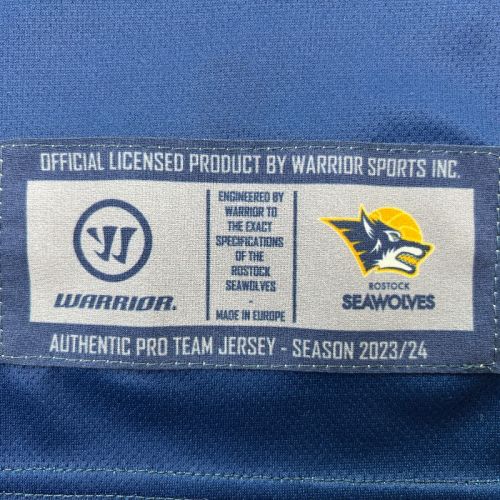 OFFICIAL LICENSED PRODUCT BY WARRIOR SPORTS INC.
WARRIOR.
ENGINEERED BY
WARRIOR TO
THE EXACT
SPECIFICATIONS
OF THE
ROSTOCK
SEAWOLVES
-
MADE IN EUROPE
ROSTOCK
SEAWOLVES
AUTHENTIC PRO TEAM JERSEY - SEASON 2023/24